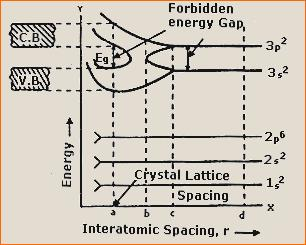 Y
Forbidden
energy Gap
C.B
Eg
V.B
3p²
3s²
2p⁶
2s²
1s²
Energy
Crystal Lattice
Spacing
X
a b c d
Interatomic Spacing, r